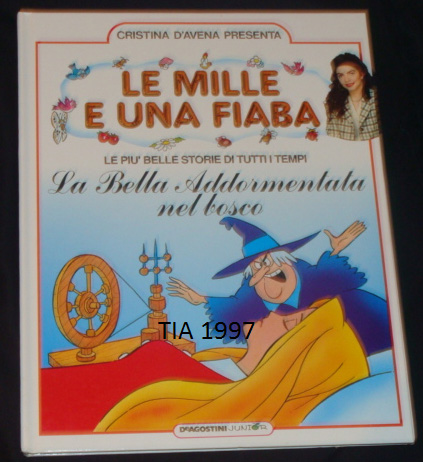 CRISTINA D'AVENA PRESENTA
LE MILLE
E UNA FIABA
LE PIU' BELLE STORIE DI TUTTI I TEMPI
La Bella Addormentata
nel bosco
TIA 1997
DEAGOSTINI JUNIOR